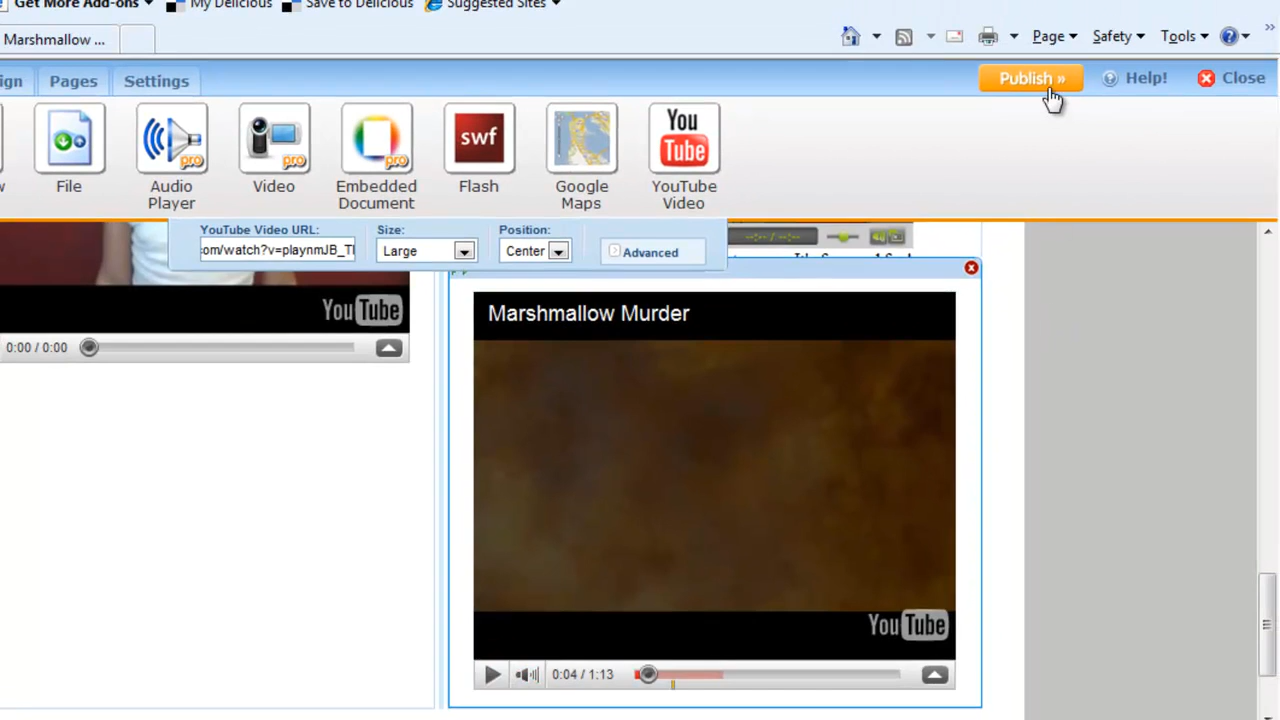 Get More Add-ons
My Delicious
Save to Delicious
Suggested Sites
Marshmallow ...
Page
Safety
Tools
»
ign
Pages
Settings
Publish »
Help!
Close
pro
pro
pro
swf
You
Tube
w
File
Audio
Player
Video
Embedded
Document
Flash
Google
Maps
YouTube
Video
YouTube Video URL:
Size:
Position:
com/watch?v=playnmJB_T
Large
Center
Advanced
--:-- / --:--
YouTube
0:00 / 0:00
Marshmallow Murder
YouTube
0:04 / 1:13